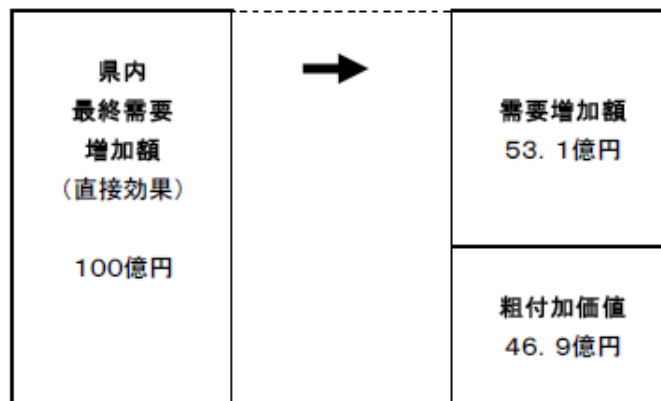 県内
最終需要
増加額
（直接効果）
100億円
需要増加額
53．1億円
粗付加価値
46．9億円